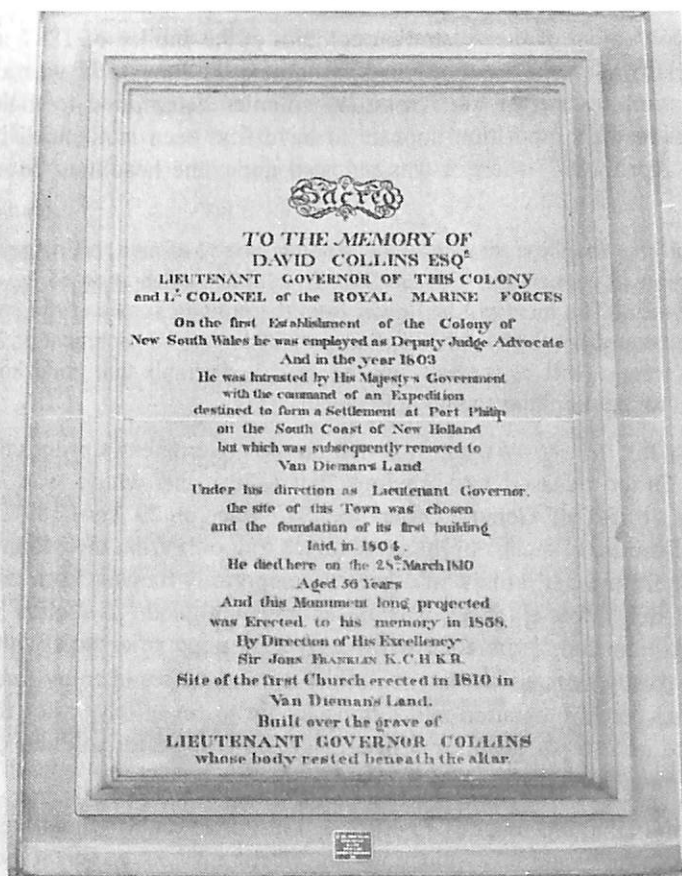 Sacred
TO THE MEMORY OF
DAVID COLLINS ESQR
LIEUTENANT GOVERNOR OF THIS COLONY
and Lt. COLONEL of the ROYAL MARINE FORCES
On the first Establishment of the Colony of
New South Wales he was employed as Deputy Judge Advocate
And in the year 1803
He was Intrusted by His Majesty's Government
with the command of an Expedition
destined to form a Settlement at Port Philip
on the South Coast of New Holland
but which was subsequently removed to
Van Dieman's Land
Under his direction as Lieutenant Governor,
the site of this Town was chosen
and the foundation of its first building
laid, in 1804.
He died here on the 28th. March 1810
Aged 56 Years
And this Monument long projected
was Erected to his memory in 1838,
By Direction of His Excellency
Sir John Franklin K.C.H K.R.
Site of the first Church erected in 1810 in
Van Dieman's Land.
Built over the grave of
LIEUTENANT GOVERNOR COLLINS
whose body rested beneath the altar.